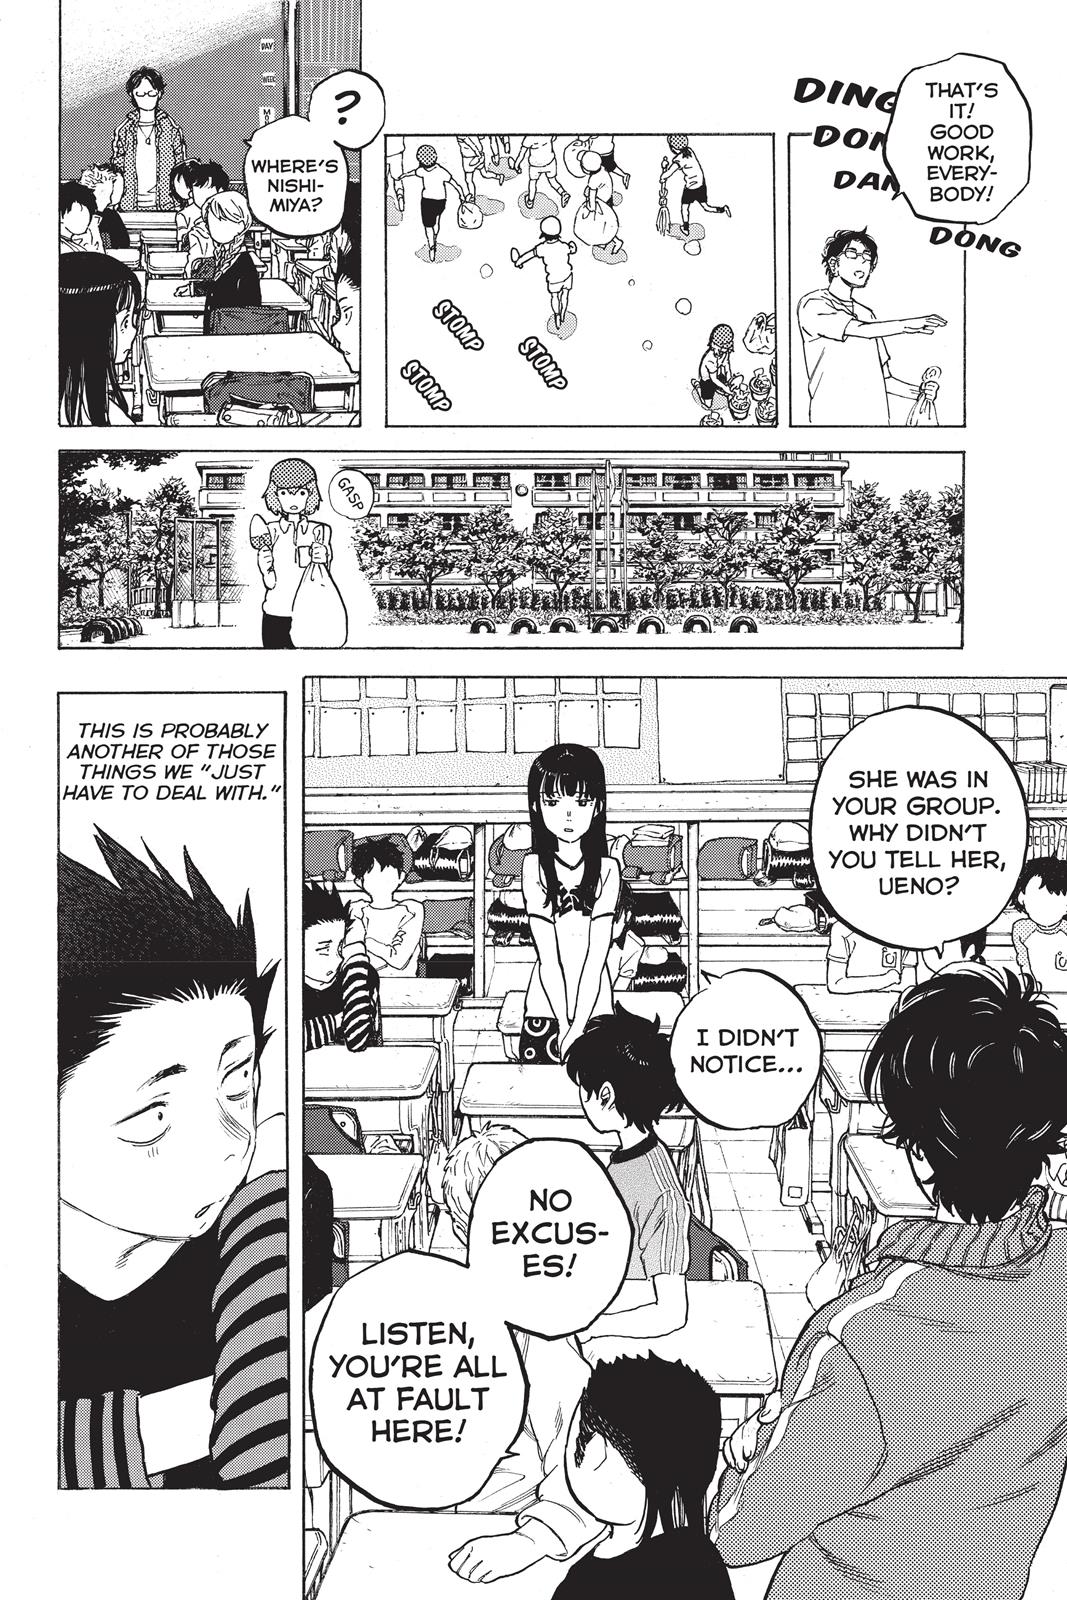 THAT'S
IT!
GOOD
WORK,
EVERY-
BODY!
DING
DONG
STOMP
STOMP
STOMP
?
WHERE'S
NISHI-
MIYA?
DAY
WEEK
GASP
SHE WAS IN
YOUR GROUP.
WHY DIDN'T
YOU TELL HER,
UENO?
I DIDN'T
NOTICE...
NO
EXCUS-
ES!
LISTEN,
YOU'RE ALL
AT FAULT
HERE!
THIS IS PROBABLY
ANOTHER OF THOSE
THINGS WE "JUST
HAVE TO DEAL WITH."